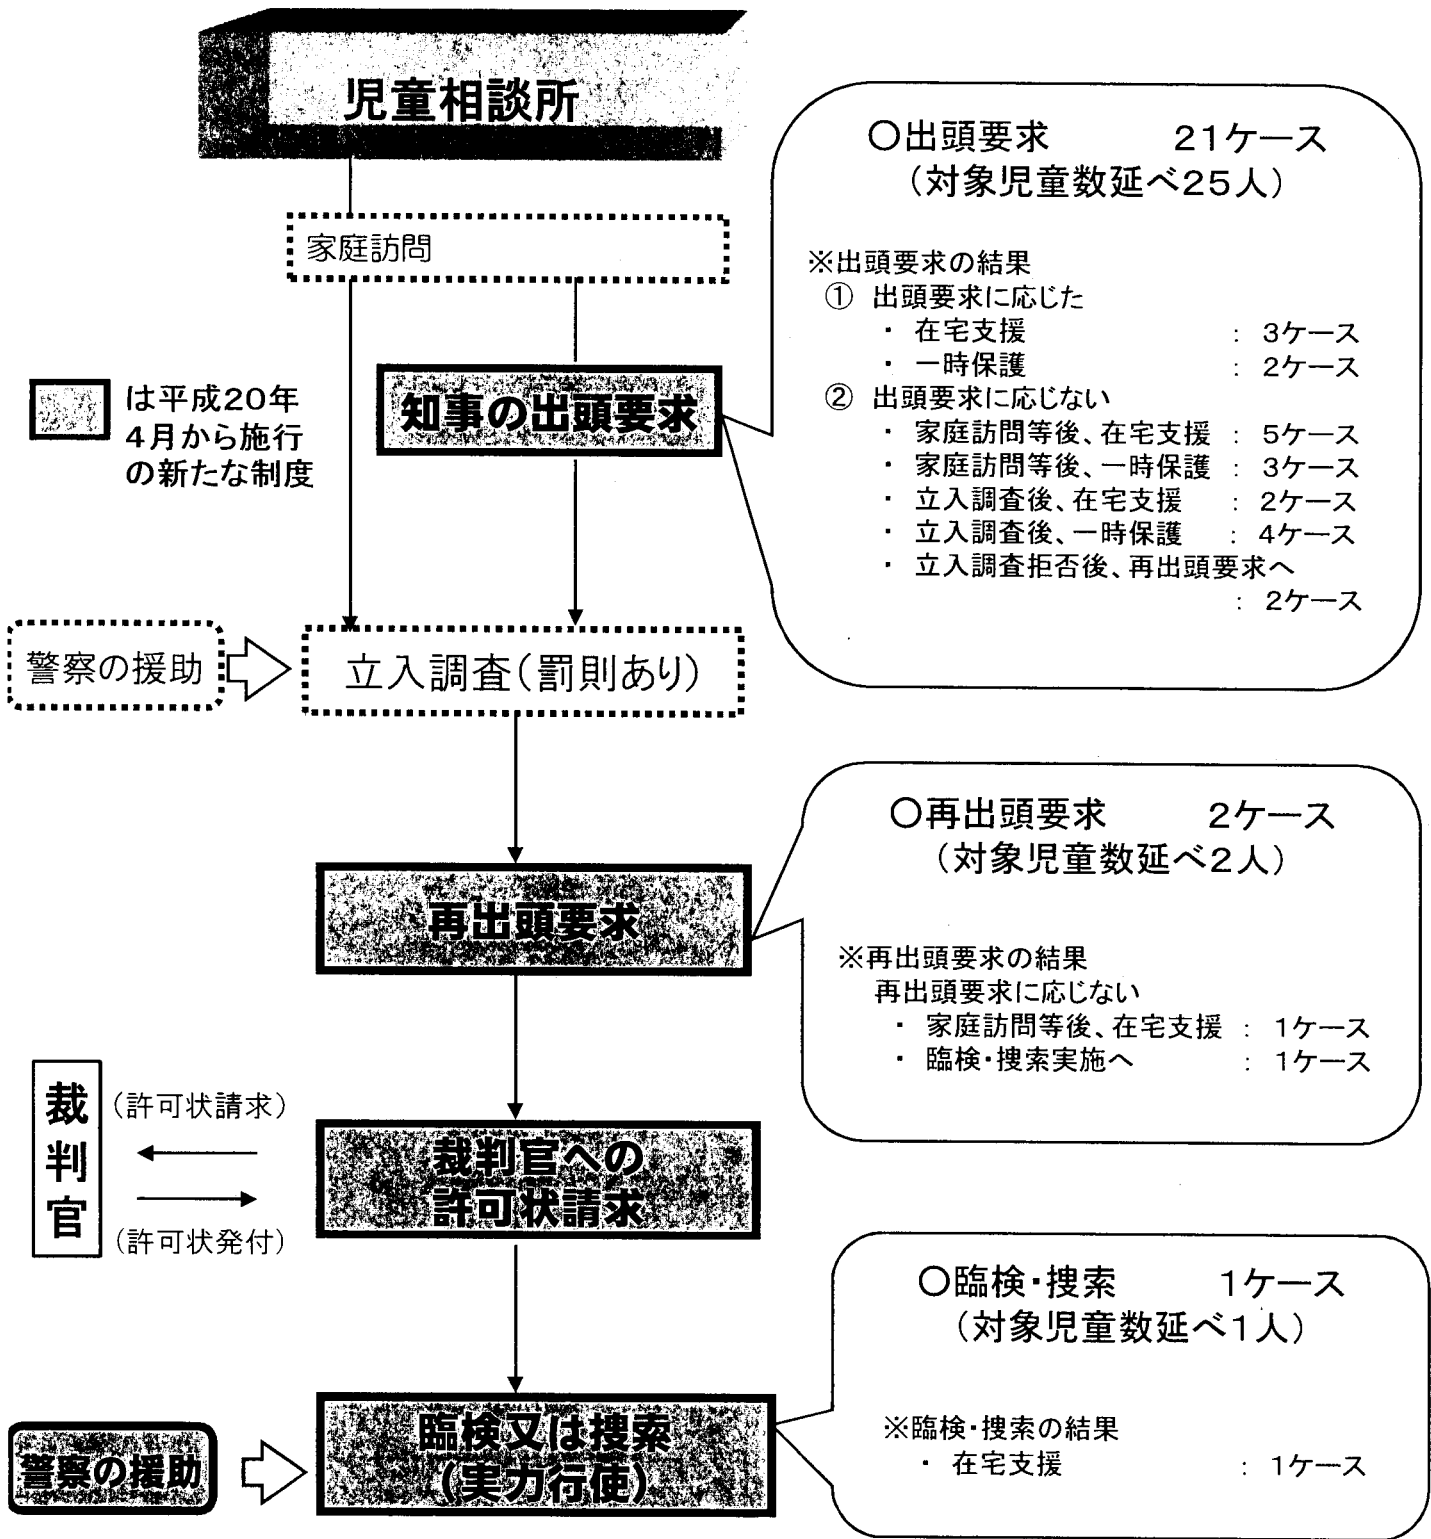 児童相談所
家庭訪問
は平成20年
4月から施行
の新たな制度
知事の出頭要求
○出頭要求 21ケース
(対象児童数延べ25人)
※出頭要求の結果
① 出頭要求に応じた
・ 在宅支援 : 3ケース
・ 一時保護 : 2ケース
② 出頭要求に応じない
・ 家庭訪問等後、在宅支援 : 5ケース
・ 家庭訪問等後、一時保護 : 3ケース
・ 立入調査後、在宅支援 : 2ケース
・ 立入調査後、一時保護 : 4ケース
・ 立入調査拒否後、再出頭要求へ
: 2ケース
警察の援助
立入調査(罰則あり)
再出頭要求
○再出頭要求 2ケース
(対象児童数延べ2人)
※再出頭要求の結果
再出頭要求に応じない
・ 家庭訪問等後、在宅支援 : 1ケース
・ 臨検・捜索実施へ : 1ケース
裁判官
(許可状請求)
(許可状発付)
裁判官への
許可状請求
○臨検・捜索 1ケース
(対象児童数延べ1人)
※臨検・捜索の結果
・ 在宅支援 : 1ケース
警察の援助
臨検又は捜索
(実力行使)